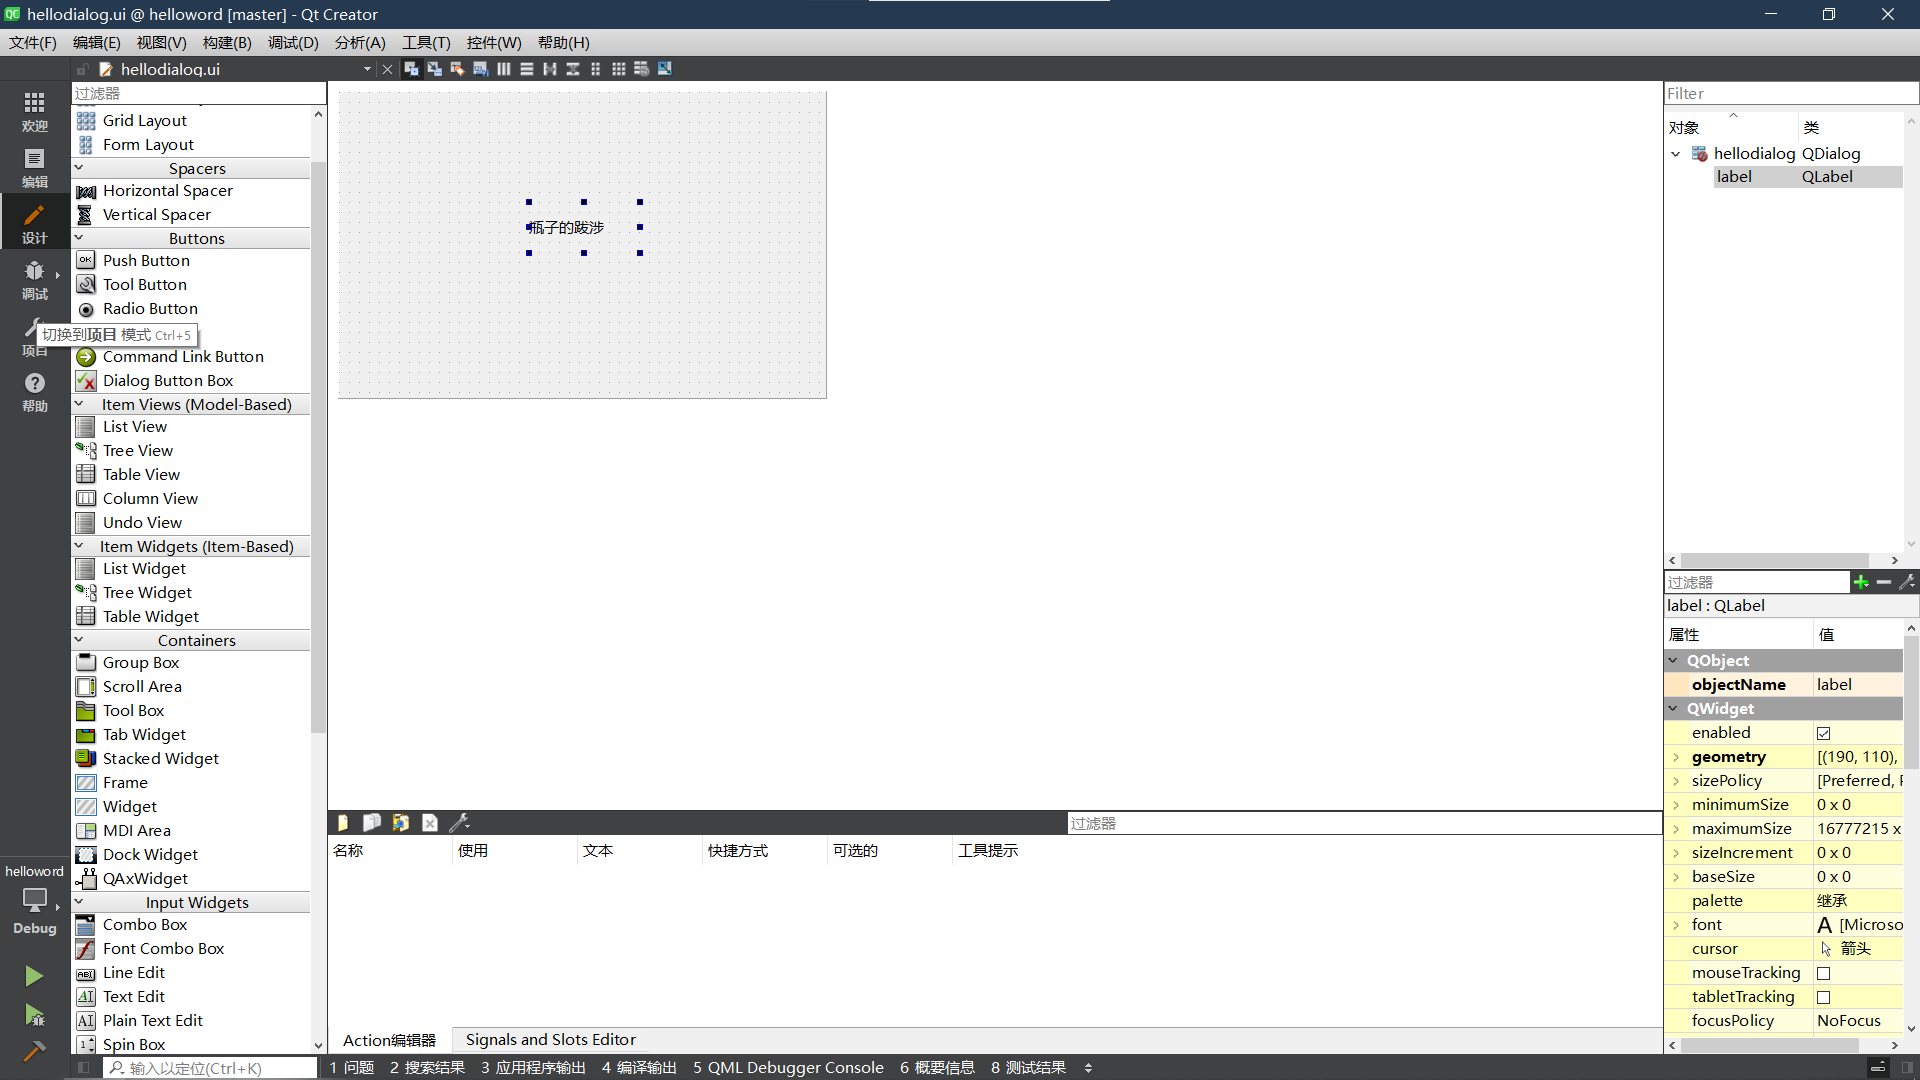 hellodialog.ui @ helloword [master] - Qt Creator
文件(F) 编辑(E) 视图(V) 构建(B) 调试(D) 分析(A) 工具(T) 控件(W) 帮助(H)
hellodialog.ui
欢迎
编辑
设计
调试
项目
帮助
helloword
Debug
过滤器
Grid Layout
Form Layout
Spacers
Horizontal Spacer
Vertical Spacer
Buttons
Push Button
Tool Button
Radio Button
切换到项目 模式 Ctrl+5
Command Link Button
Dialog Button Box
Item Views (Model-Based)
List View
Tree View
Table View
Column View
Undo View
Item Widgets (Item-Based)
List Widget
Tree Widget
Table Widget
Containers
Group Box
Scroll Area
Tool Box
Tab Widget
Stacked Widget
Frame
Widget
MDI Area
Dock Widget
QAxWidget
Input Widgets
Combo Box
Font Combo Box
Line Edit
Text Edit
Plain Text Edit
Spin Box
瓶子的跋涉
过滤器
名称 使用 文本 快捷方式 可选的 工具提示
Action编辑器 Signals and Slots Editor
Filter
对象 类
hellodialog QDialog
label QLabel
过滤器
label : QLabel
属性 值
QObject
objectName label
QWidget
enabled
geometry [(190, 110),
sizePolicy [Preferred,
minimumSize 0 x 0
maximumSize 16777215 x
sizeIncrement 0 x 0
baseSize 0 x 0
palette 继承
font A [Microso
cursor 箭头
mouseTracking
tabletTracking
focusPolicy NoFocus
输入以定位(Ctrl+K)
1 问题 2 搜索结果 3 应用程序输出 4 编译输出 5 QML Debugger Console 6 概要信息 8 测试结果